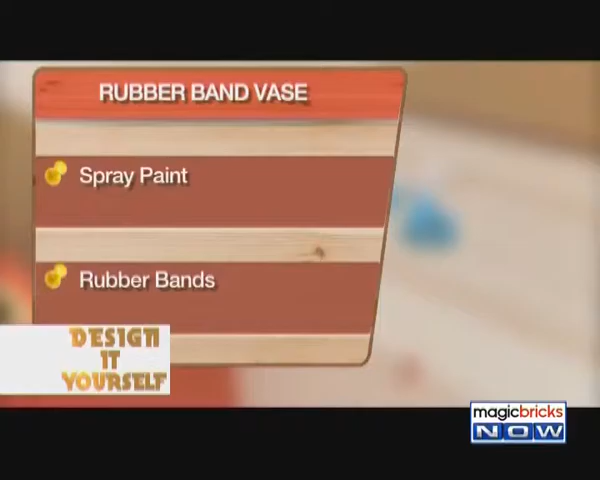 RUBBER BAND VASE
Spray Paint
Rubber Bands
DESIGN
IT
YOURSELF
magicbricks
NOW